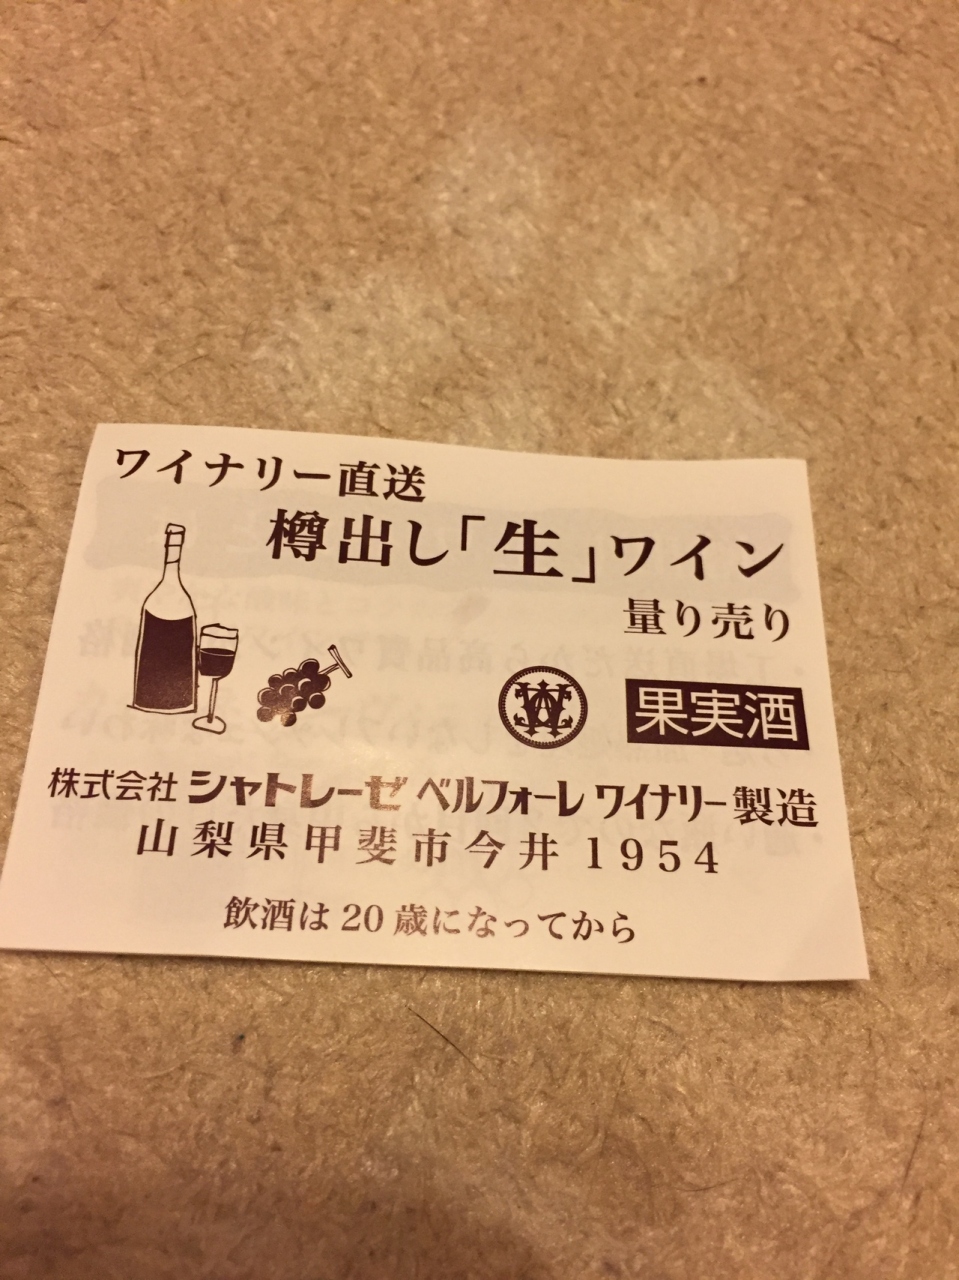 ワイナリー直送
樽出し「生」ワイン
量り売り
果実酒
株式会社 シャトレーゼ ベルフォーレ ワイナリー製造
山梨県甲斐市今井 1954
飲酒は20歳になってから